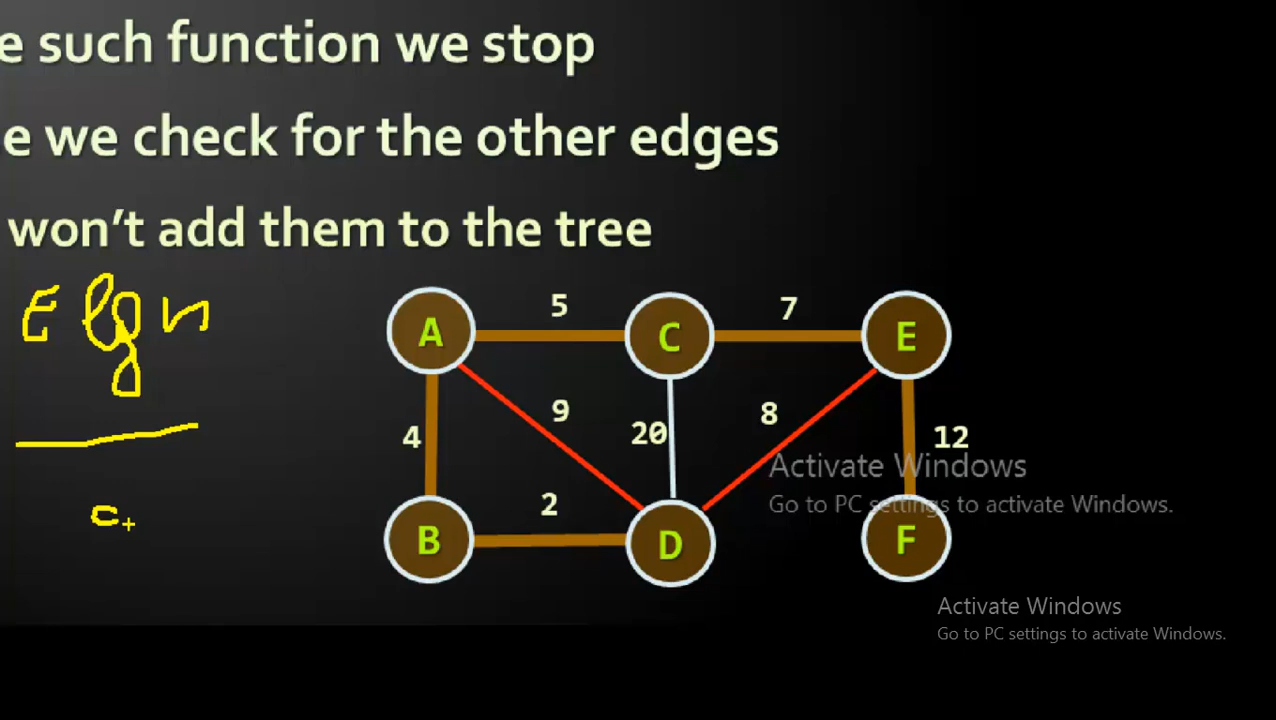 e such function we stop
e we check for the other edges
won't add them to the tree
E lg n
A 5 C 7 E
4 9 20 8 12
B 2 D F
Activate Windows
Go to PC settings to activate Windows.
Activate Windows
Go to PC settings to activate Windows.